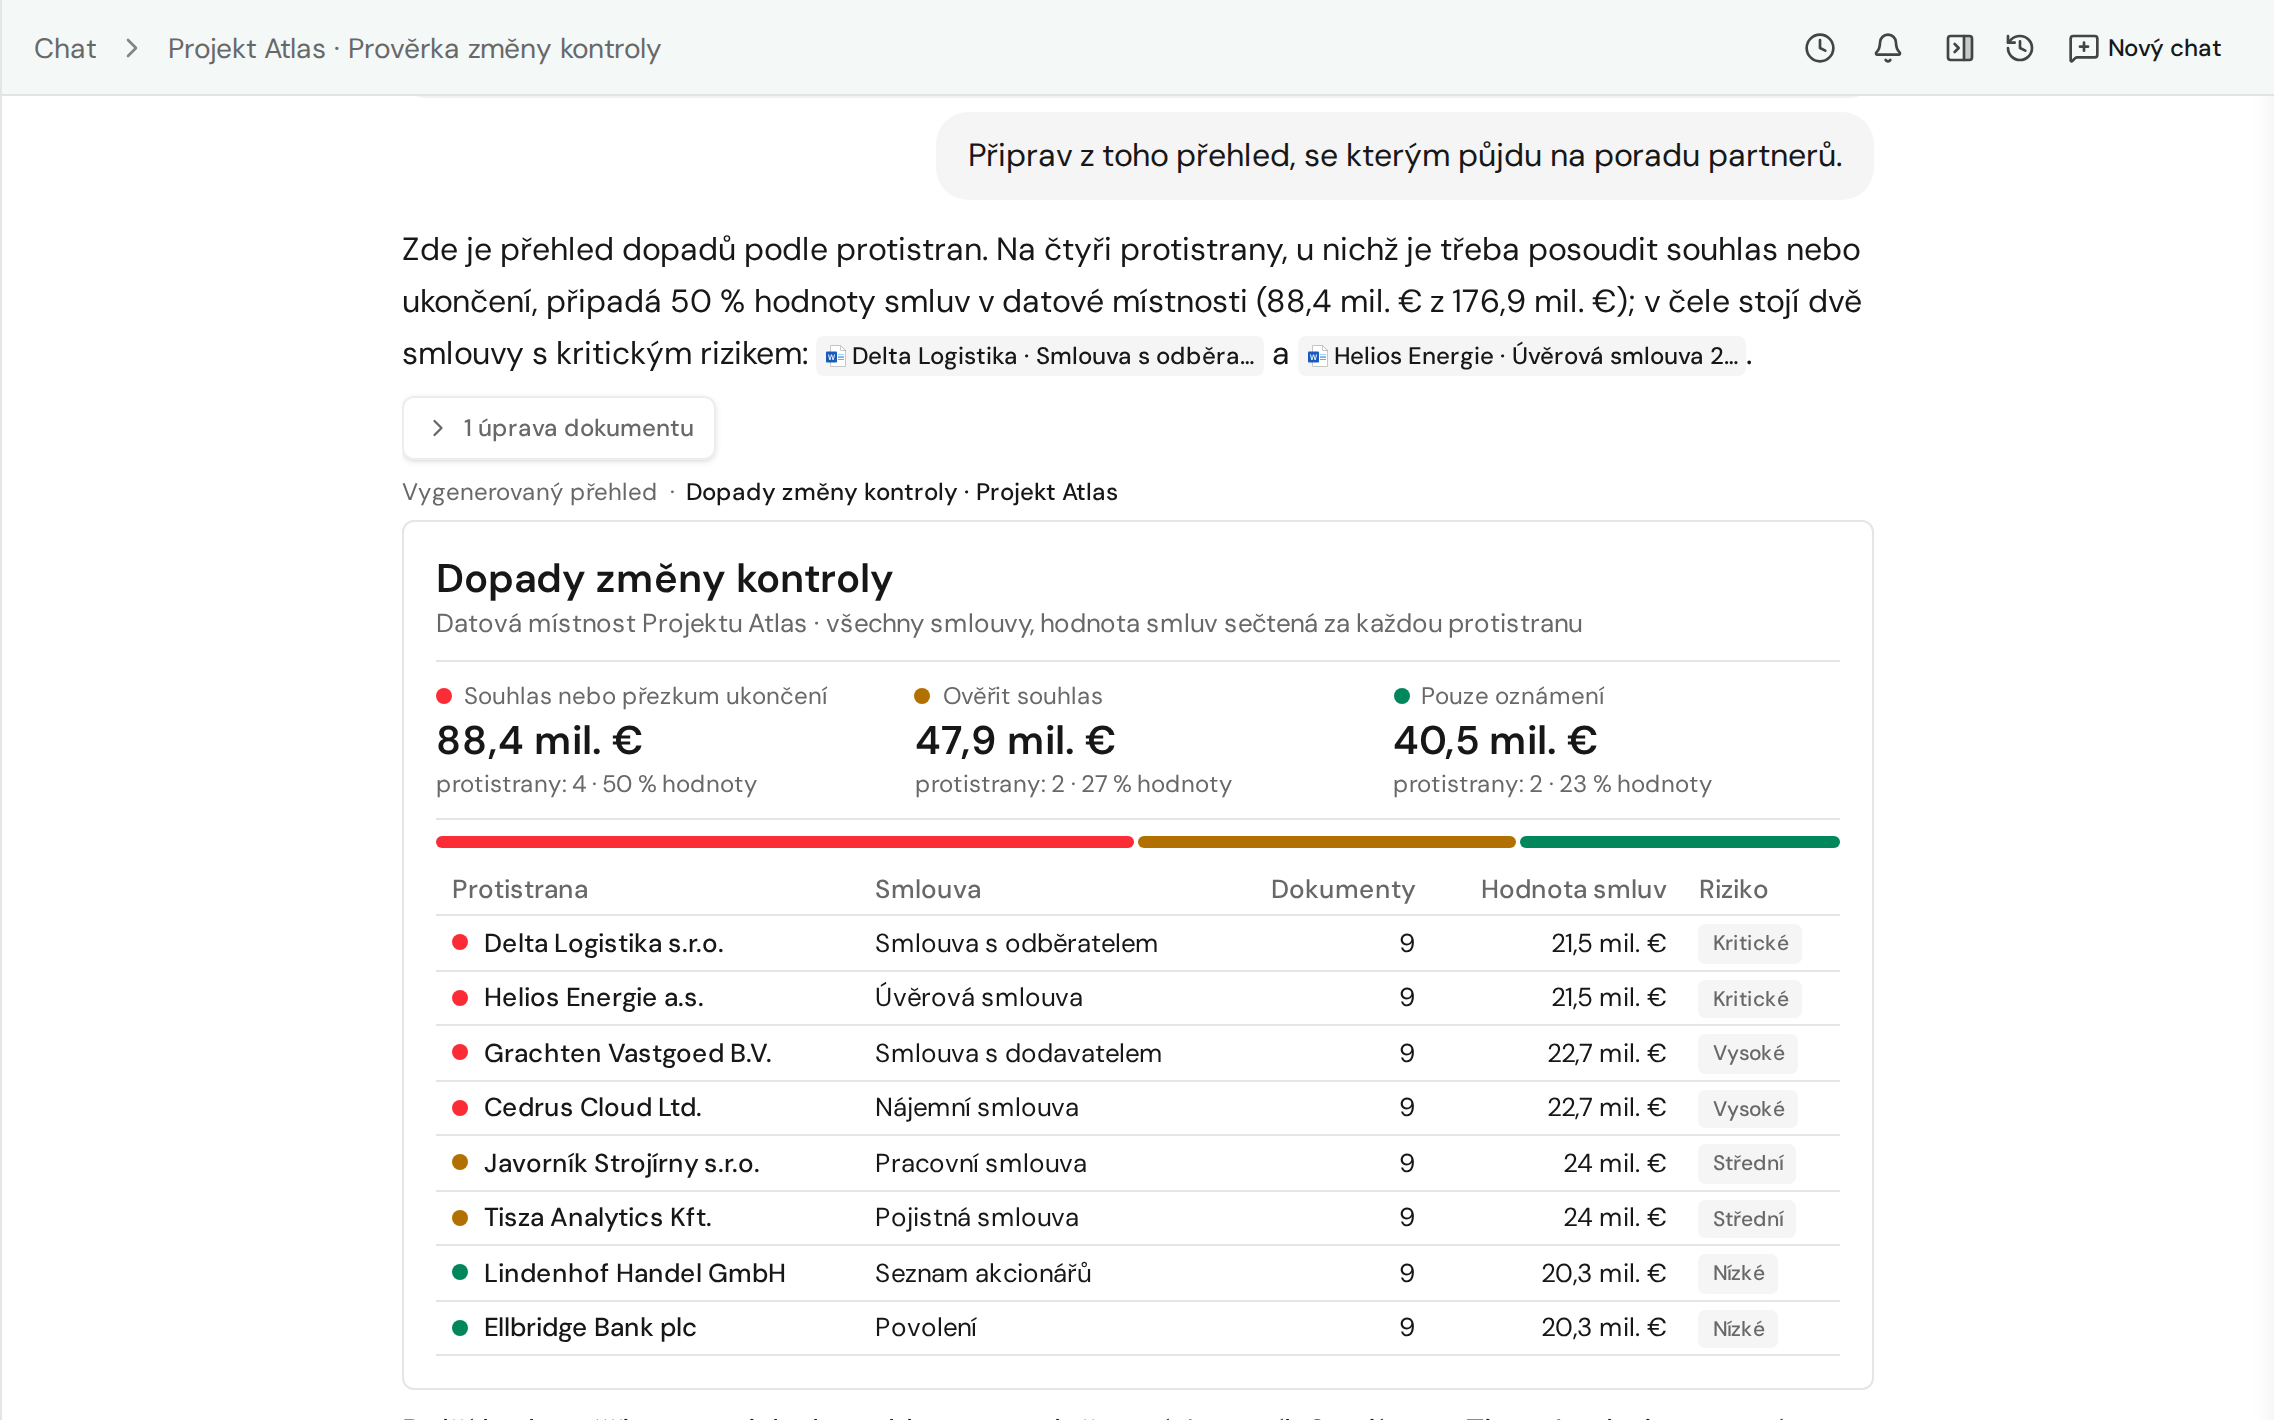 Chat > Projekt Atlas · Prověrka změny kontroly
Nový chat
Připrav z toho přehled, se kterým půjdu na poradu partnerů.
Zde je přehled dopadů podle protistran. Na čtyři protistrany, u nichž je třeba posoudit souhlas nebo
ukončení, připadá 50 % hodnoty smluv v datové místnosti (88,4 mil. € z 176,9 mil. €); v čele stojí dvě
smlouvy s kritickým rizikem: Delta Logistika · Smlouva s odběra… a Helios Energie · Úvěrová smlouva 2… .
1 úprava dokumentu
Vygenerovaný přehled · Dopady změny kontroly · Projekt Atlas
Dopady změny kontroly
Datová místnost Projektu Atlas · všechny smlouvy, hodnota smluv sečtená za každou protistranu
Souhlas nebo přezkum ukončení
88,4 mil. €
protistrany: 4 · 50 % hodnoty
Ověřit souhlas
47,9 mil. €
protistrany: 2 · 27 % hodnoty
Pouze oznámení
40,5 mil. €
protistrany: 2 · 23 % hodnoty
Protistrana Smlouva Dokumenty Hodnota smluv Riziko
Delta Logistika s.r.o. Smlouva s odběratelem 9 21,5 mil. € Kritické
Helios Energie a.s. Úvěrová smlouva 9 21,5 mil. € Kritické
Grachten Vastgoed B.V. Smlouva s dodavatelem 9 22,7 mil. € Vysoké
Cedrus Cloud Ltd. Nájemní smlouva 9 22,7 mil. € Vysoké
Javorník Strojírny s.r.o. Pracovní smlouva 9 24 mil. € Střední
Tisza Analytics Kft. Pojistná smlouva 9 24 mil. € Střední
Lindenhof Handel GmbH Seznam akcionářů 9 20,3 mil. € Nízké
Ellbridge Bank plc Povolení 9 20,3 mil. € Nízké